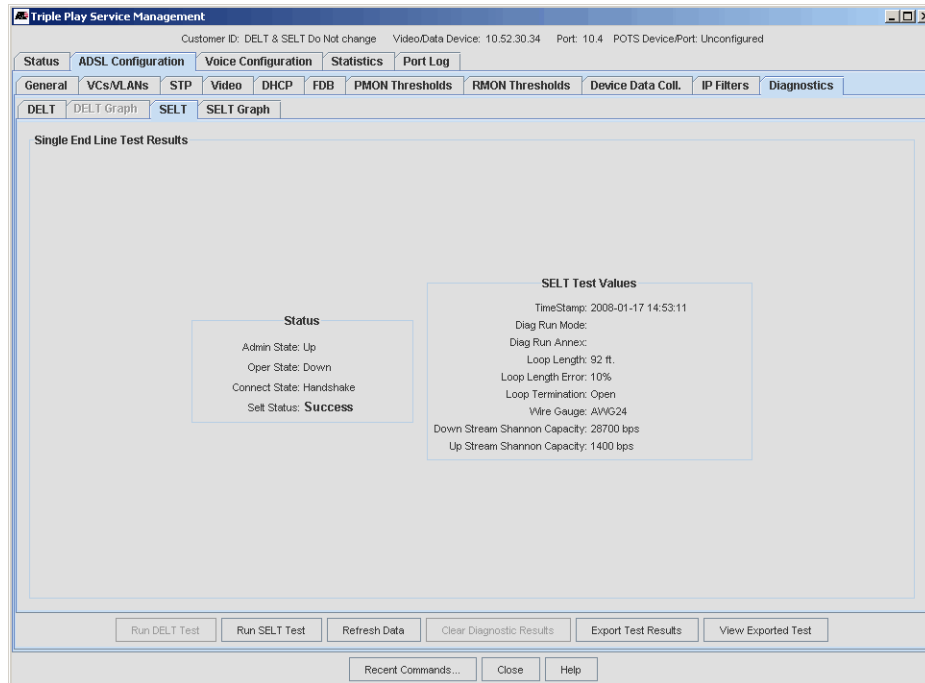 Triple Play Service Management
Customer ID: DELT & SELT Do Not change Video/Data Device: 10.52.30.34 Port: 10.4 POTS Device/Port: Unconfigured
Status ADSL Configuration Voice Configuration Statistics Port Log
General VCs/VLANs STP Video DHCP FDB PMON Thresholds RMON Thresholds Device Data Coll. IP Filters Diagnostics
DELT DELT Graph SELT SELT Graph
Single End Line Test Results
Status
Admin State: Up
Oper State: Down
Connect State: Handshake
Selt Status: Success
SELT Test Values
TimeStamp: 2008-01-17 14:53:11
Diag Run Mode:
Diag Run Annex:
Loop Length: 92 ft.
Loop Length Error: 10%
Loop Termination: Open
Wire Gauge: AWG24
Down Stream Shannon Capacity: 28700 bps
Up Stream Shannon Capacity: 1400 bps
Run DELT Test Run SELT Test Refresh Data Clear Diagnostic Results Export Test Results View Exported Test
Recent Commands... Close Help